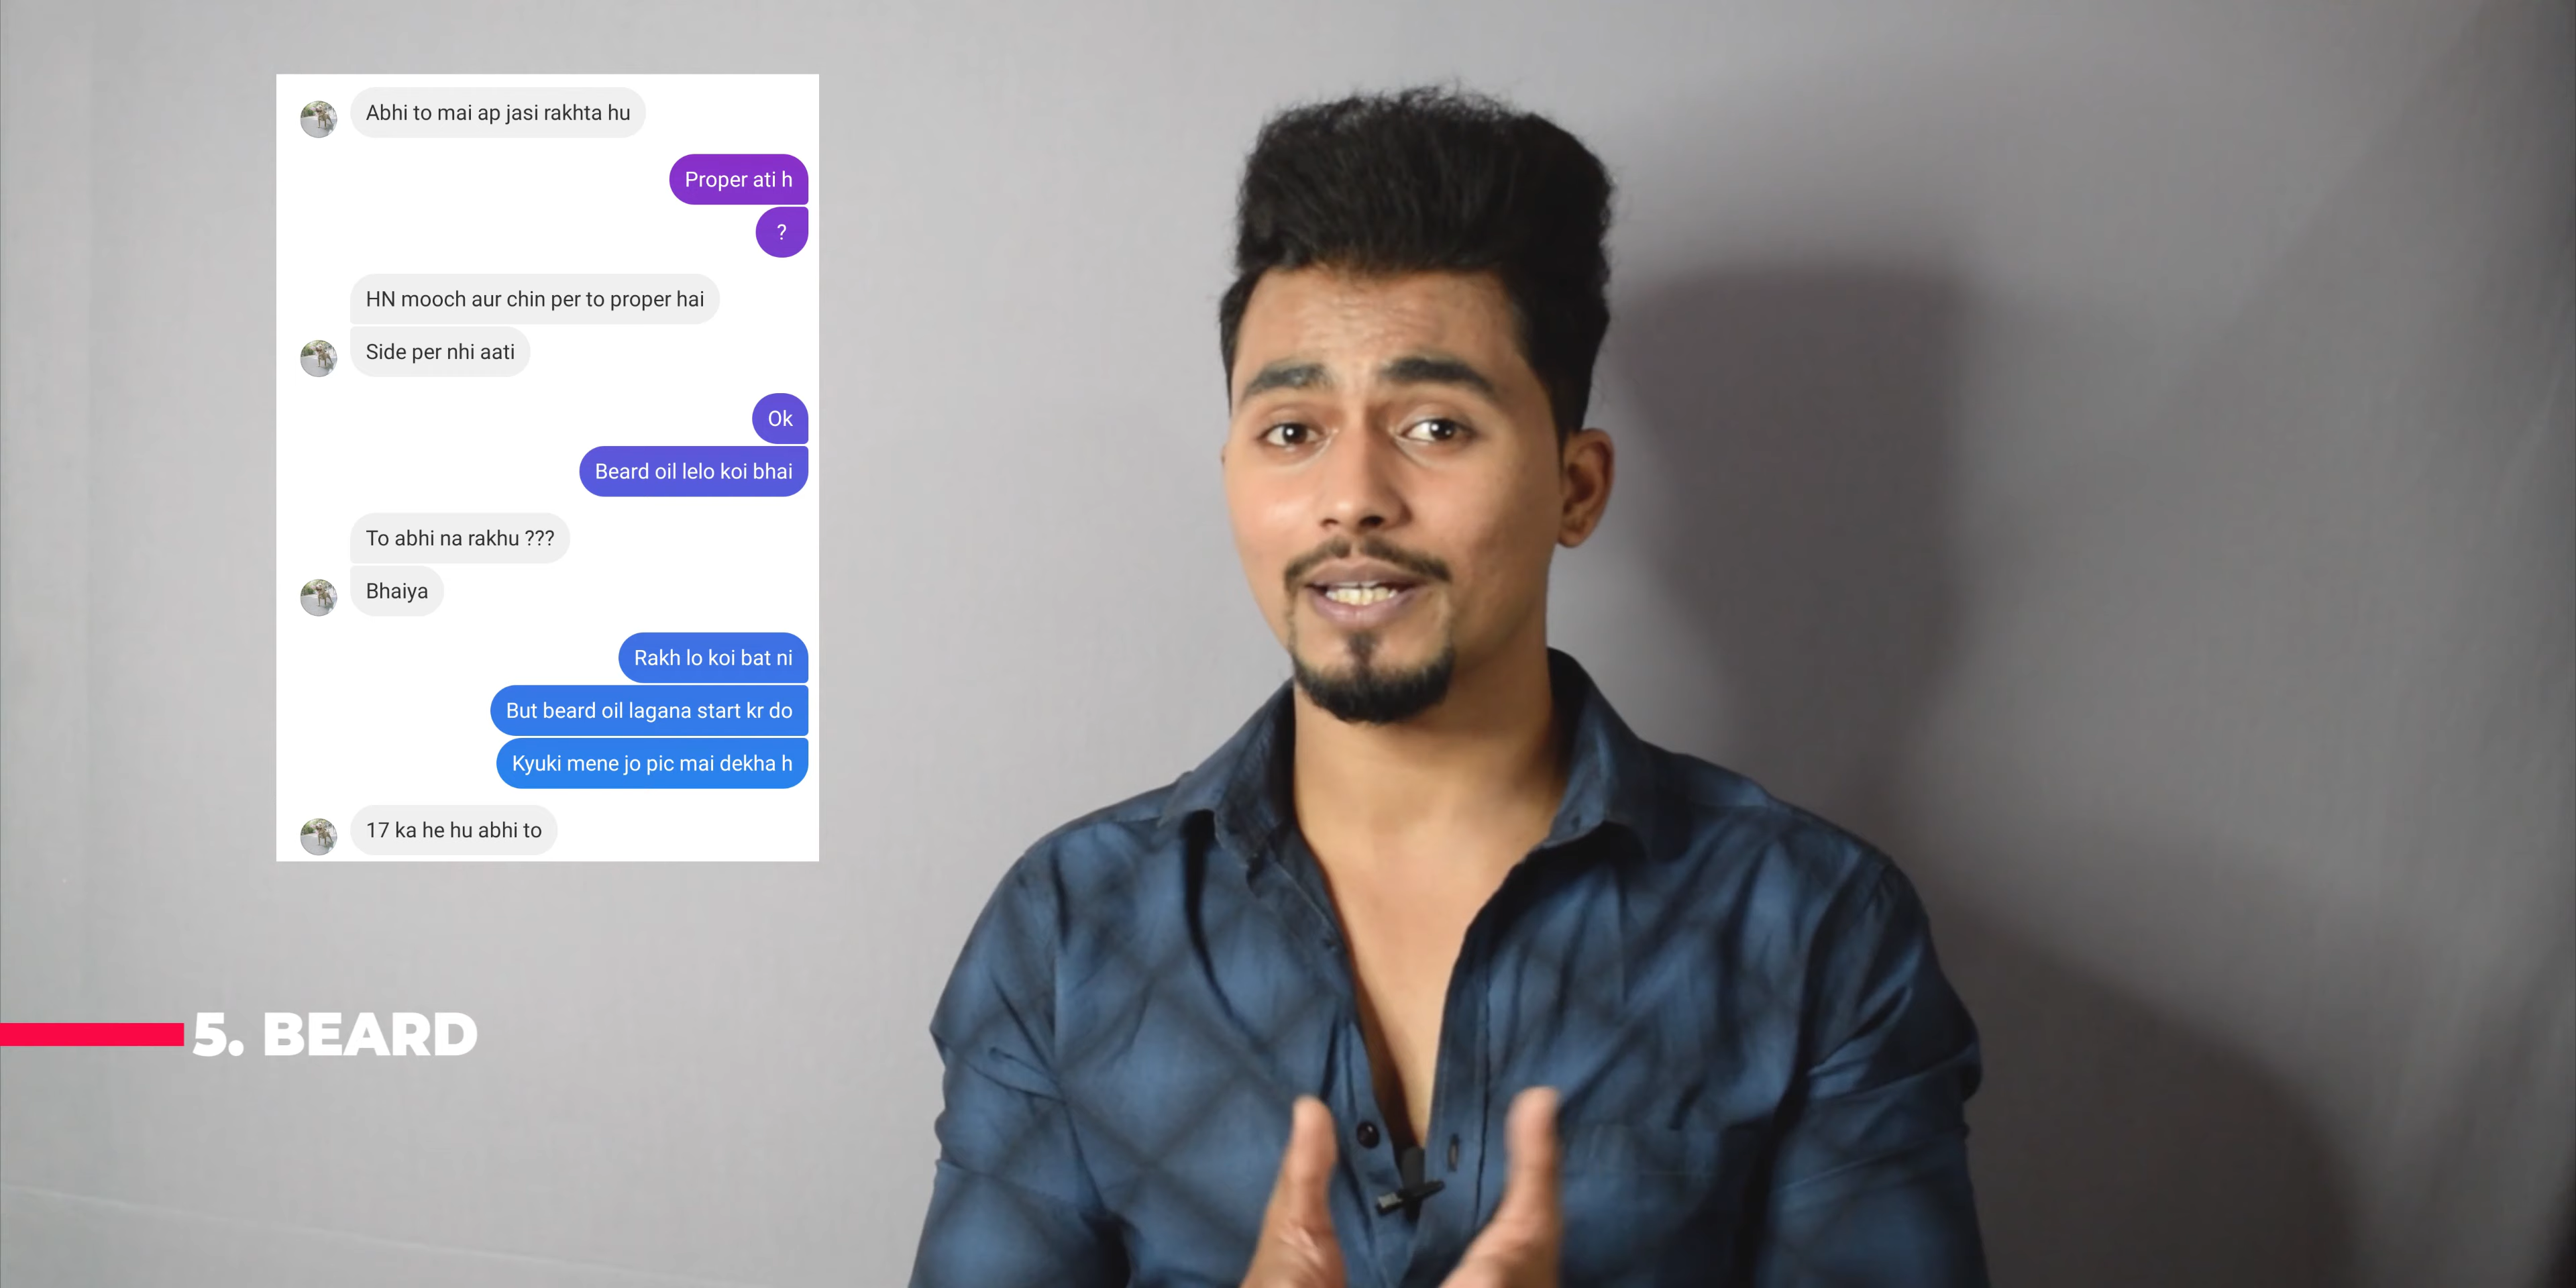 Abhi to mai ap jasi rakhta hu
Proper ati h
?
HN mooch aur chin per to proper hai
Side per nhi aati
Ok
Beard oil lelo koi bhai
To abhi na rakhu ???
Bhaiya
Rakh lo koi bat ni
But beard oil lagana start kr do
Kyuki mene jo pic mai dekha h
17 ka he hu abhi to
5. BEARD